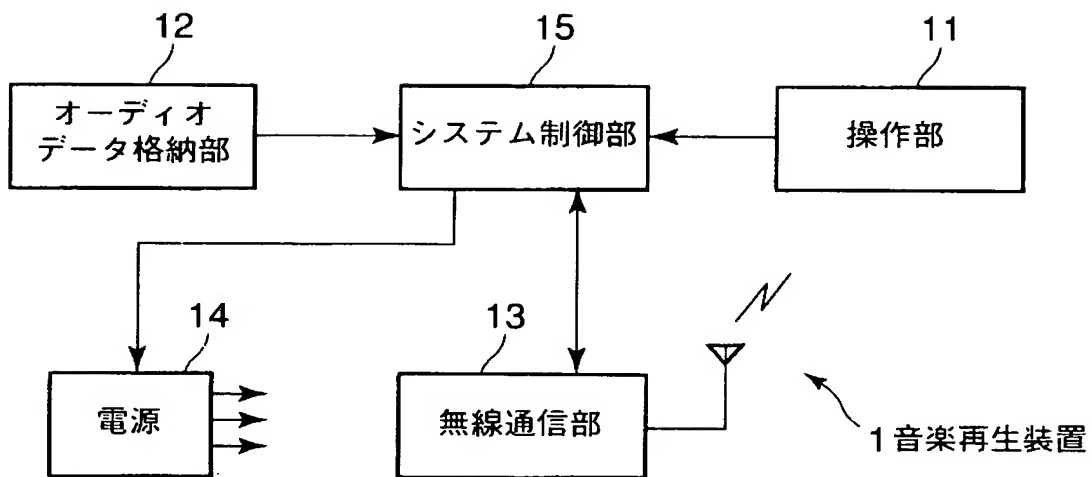 12
15
11
オーディオ
データ格納部
システム制御部
操作部
14
13
電源
無線通信部
1音楽再生装置